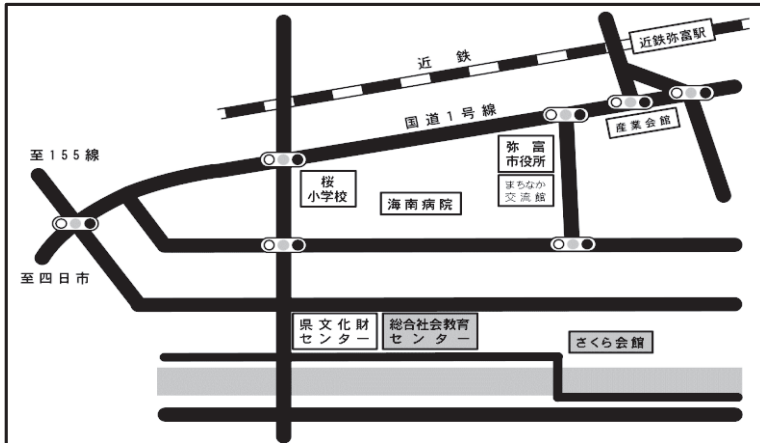 近鉄弥富駅
近鉄
国道1号線
産業会館
弥富
市役所
まちなか
交流館
至155線
桜
小学校
海南病院
至四日市
県文化財
センター
総合社会教育
センター
さくら会館